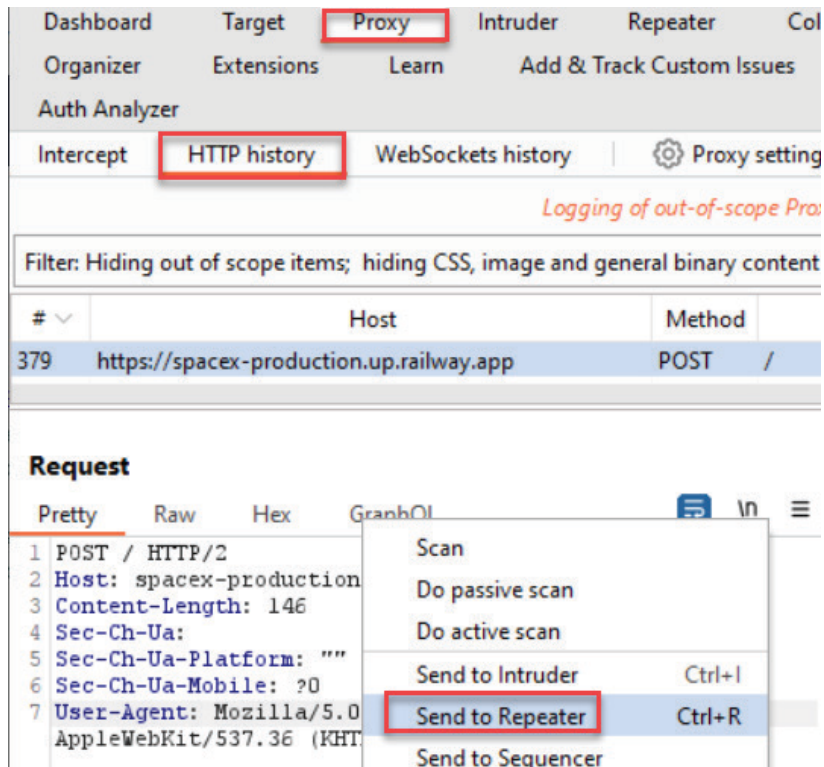 Dashboard Target Proxy Intruder Repeater Col
Organizer Extensions Learn Add & Track Custom Issues
Auth Analyzer
Intercept HTTP history WebSockets history Proxy setting
Logging of out-of-scope Prox
Filter: Hiding out of scope items; hiding CSS, image and general binary content
# Host Method
379 https://spacex-production.up.railway.app POST /
Request
Pretty Raw Hex GraphQL \n
1 POST / HTTP/2
2 Host: spacex-production
3 Content-Length: 146
4 Sec-Ch-Ua:
5 Sec-Ch-Ua-Platform: ""
6 Sec-Ch-Ua-Mobile: ?0
7 User-Agent: Mozilla/5.0
AppleWebKit/537.36 (KHT
Scan
Do passive scan
Do active scan
Send to Intruder Ctrl+I
Send to Repeater Ctrl+R
Send to Sequencer